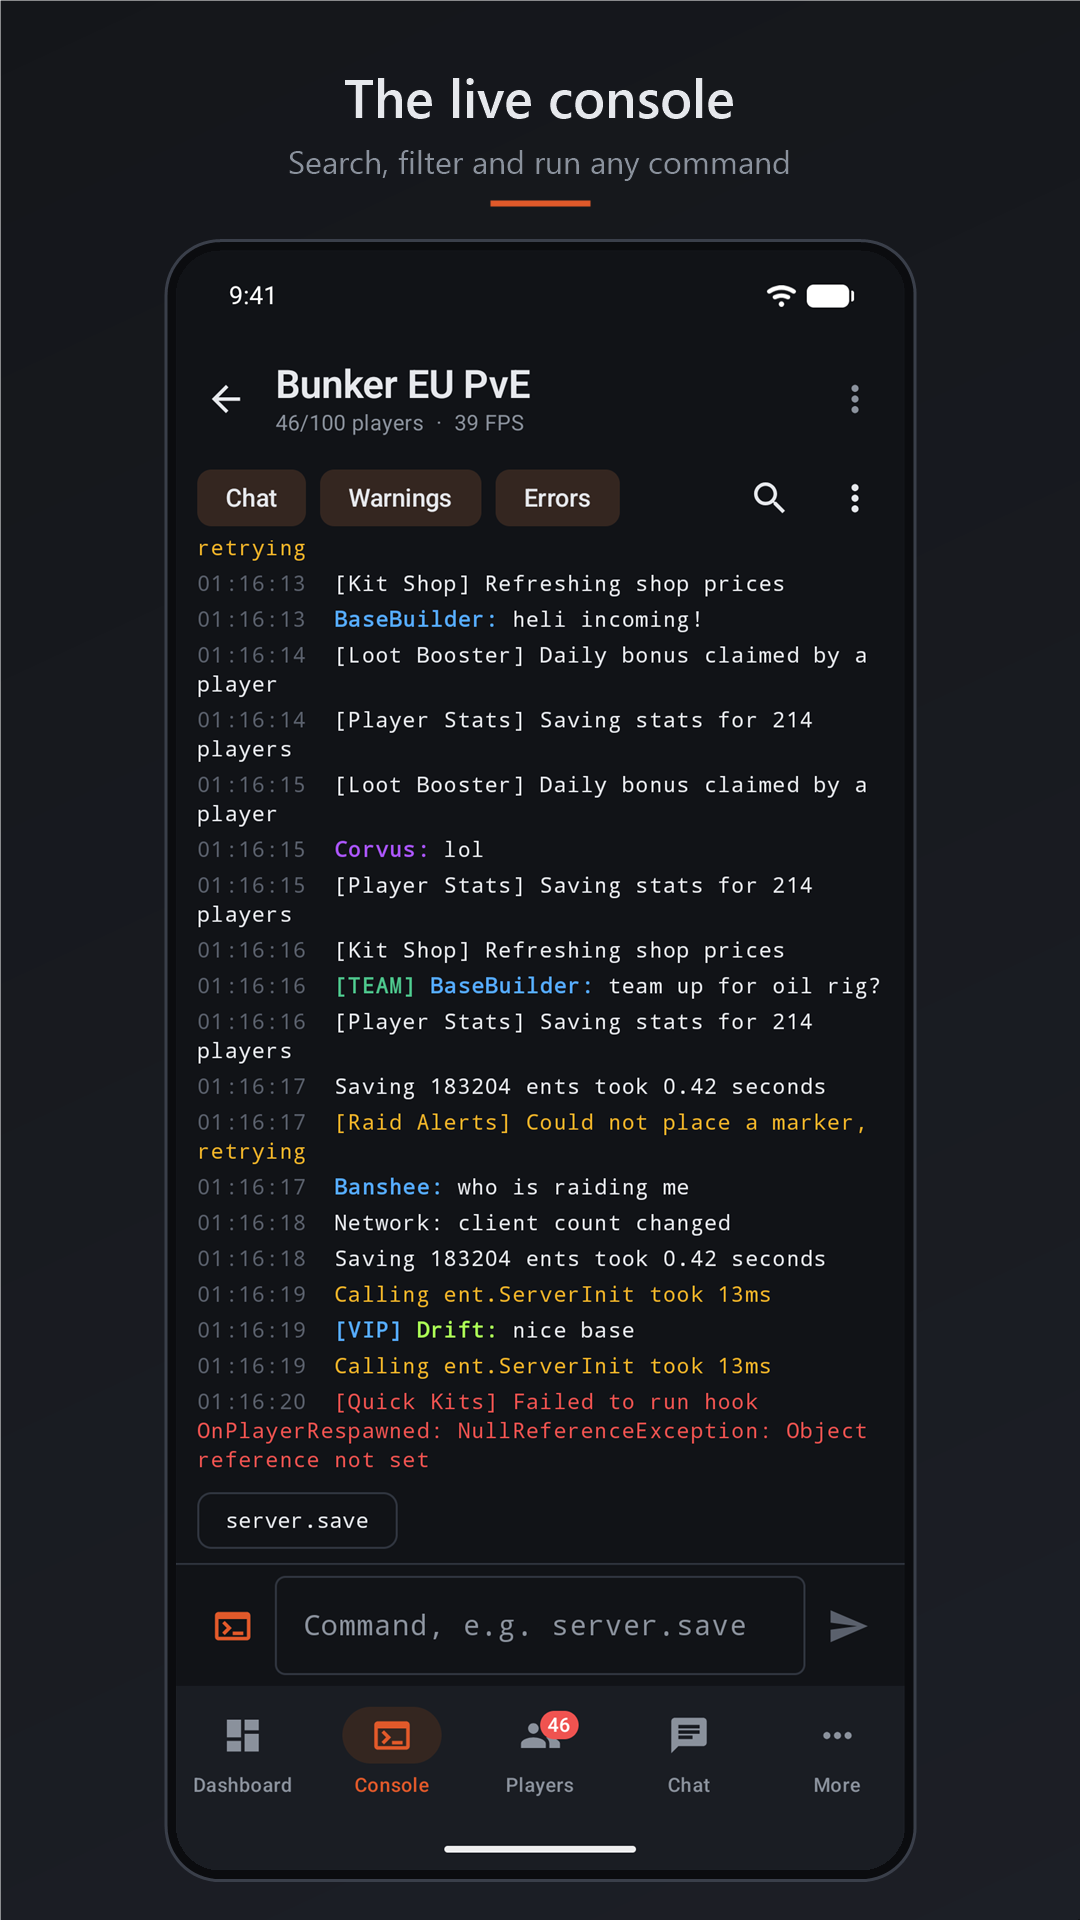 The live console
Search, filter and run any command
9:41
Bunker EU PvE
46/100 players · 39 FPS
Chat Warnings Errors
retrying
01:16:13 [Kit Shop] Refreshing shop prices
01:16:13 BaseBuilder: heli incoming!
01:16:14 [Loot Booster] Daily bonus claimed by a
player
01:16:14 [Player Stats] Saving stats for 214
players
01:16:15 [Loot Booster] Daily bonus claimed by a
player
01:16:15 Corvus: lol
01:16:15 [Player Stats] Saving stats for 214
players
01:16:16 [Kit Shop] Refreshing shop prices
01:16:16 [TEAM] BaseBuilder: team up for oil rig?
01:16:16 [Player Stats] Saving stats for 214
players
01:16:17 Saving 183204 ents took 0.42 seconds
01:16:17 [Raid Alerts] Could not place a marker,
retrying
01:16:17 Banshee: who is raiding me
01:16:18 Network: client count changed
01:16:18 Saving 183204 ents took 0.42 seconds
01:16:19 Calling ent.ServerInit took 13ms
01:16:19 [VIP] Drift: nice base
01:16:19 Calling ent.ServerInit took 13ms
01:16:20 [Quick Kits] Failed to run hook
OnPlayerRespawned: NullReferenceException: Object
reference not set
server.save
Command, e.g. server.save
46
Dashboard Console Players Chat More